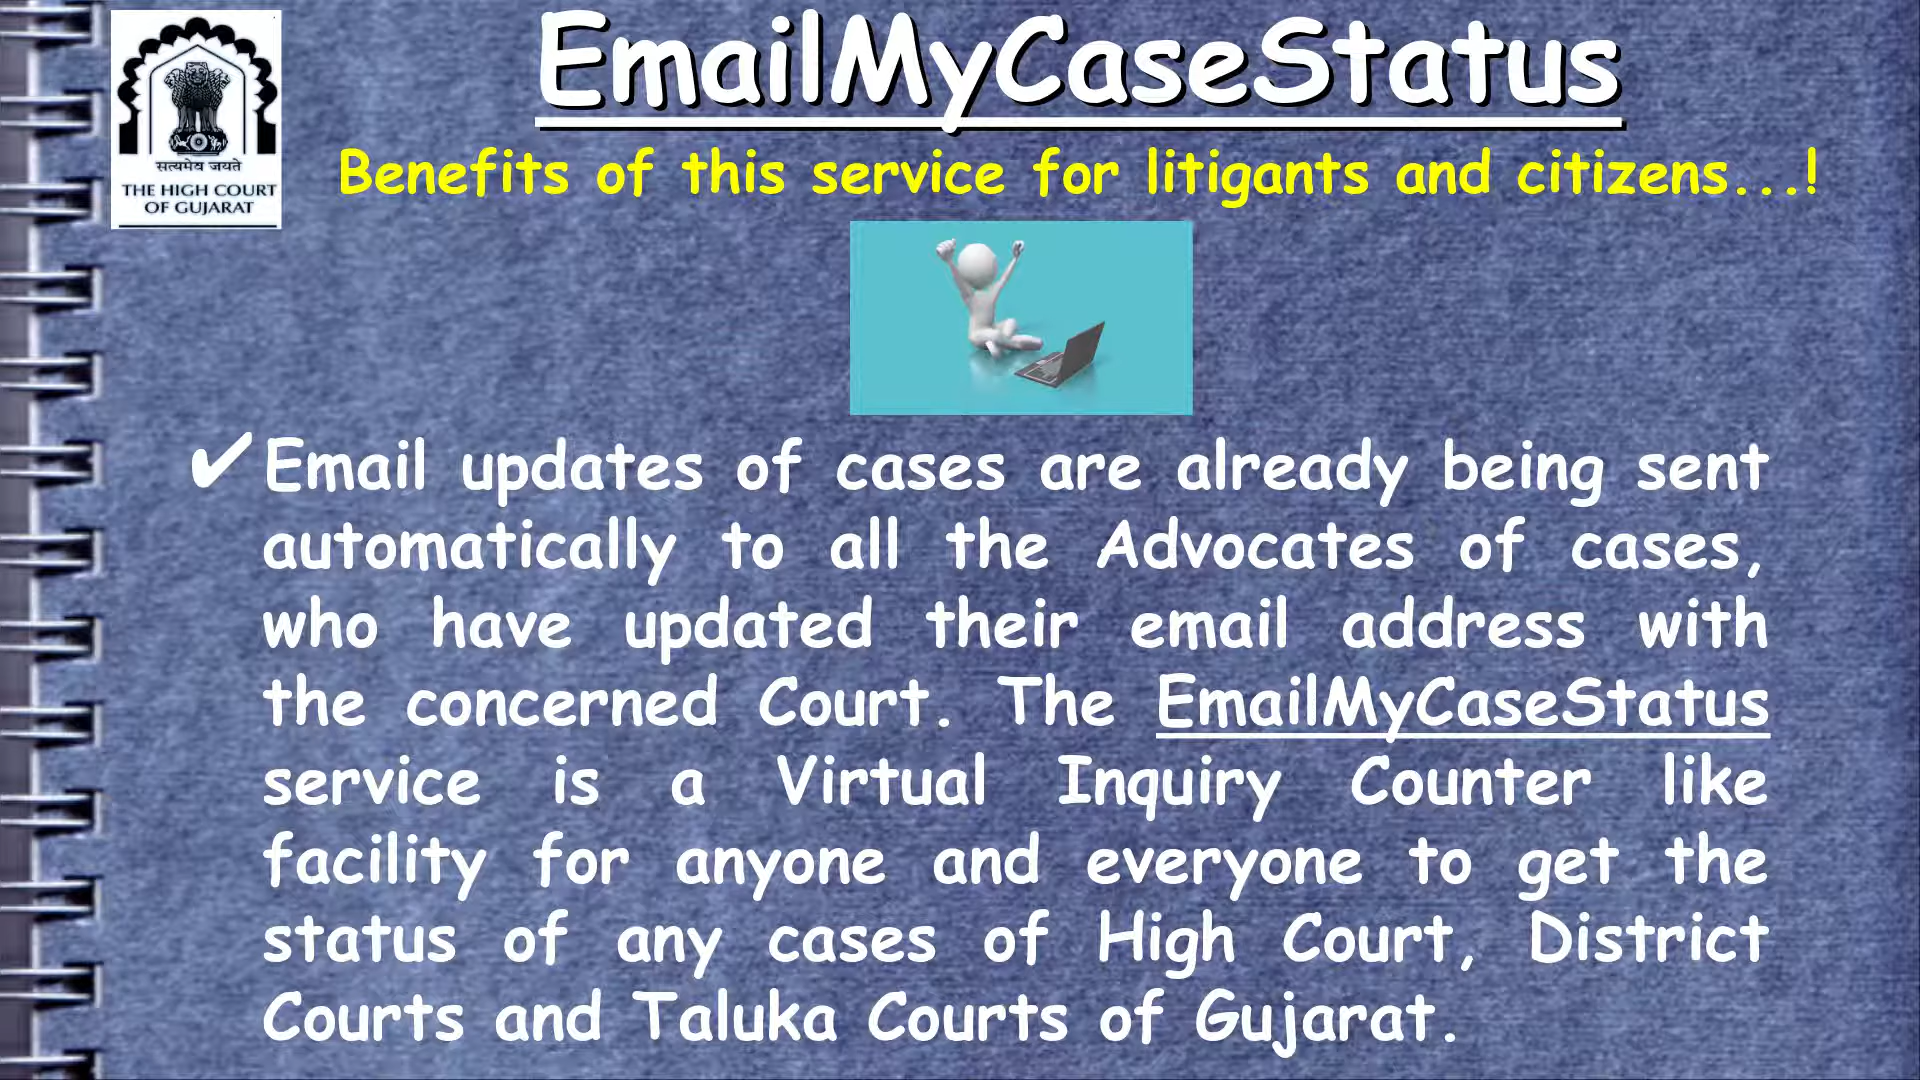 EmailMyCaseStatus
सत्यमेव जयते
THE HIGH COURT
OF GUJARAT
Benefits of this service for litigants and citizens...!
✔Email updates of cases are already being sent
automatically to all the Advocates of cases,
who have updated their email address with
the concerned Court. The EmailMyCaseStatus
service is a Virtual Inquiry Counter like
facility for anyone and everyone to get the
status of any cases of High Court, District
Courts and Taluka Courts of Gujarat.